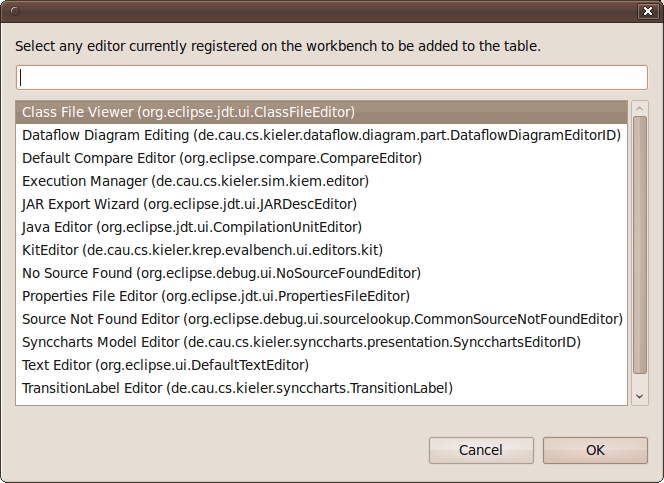 Select any editor currently registered on the workbench to be added to the table.
Class File Viewer (org.eclipse.jdt.ui.ClassFileEditor)
Dataflow Diagram Editing (de.cau.cs.kieler.dataflow.diagram.part.DataflowDiagramEditorID)
Default Compare Editor (org.eclipse.compare.CompareEditor)
Execution Manager (de.cau.cs.kieler.sim.kiem.editor)
JAR Export Wizard (org.eclipse.jdt.ui.JARDescEditor)
Java Editor (org.eclipse.jdt.ui.CompilationUnitEditor)
KitEditor (de.cau.cs.kieler.krep.evalbench.ui.editors.kit)
No Source Found (org.eclipse.debug.ui.NoSourceFoundEditor)
Properties File Editor (org.eclipse.jdt.ui.PropertiesFileEditor)
Source Not Found Editor (org.eclipse.debug.ui.sourcelookup.CommonSourceNotFoundEditor)
Synccharts Model Editor (de.cau.cs.kieler.synccharts.presentation.SyncchartsEditorID)
Text Editor (org.eclipse.ui.DefaultTextEditor)
TransitionLabel Editor (de.cau.cs.kieler.synccharts.TransitionLabel)
Cancel OK